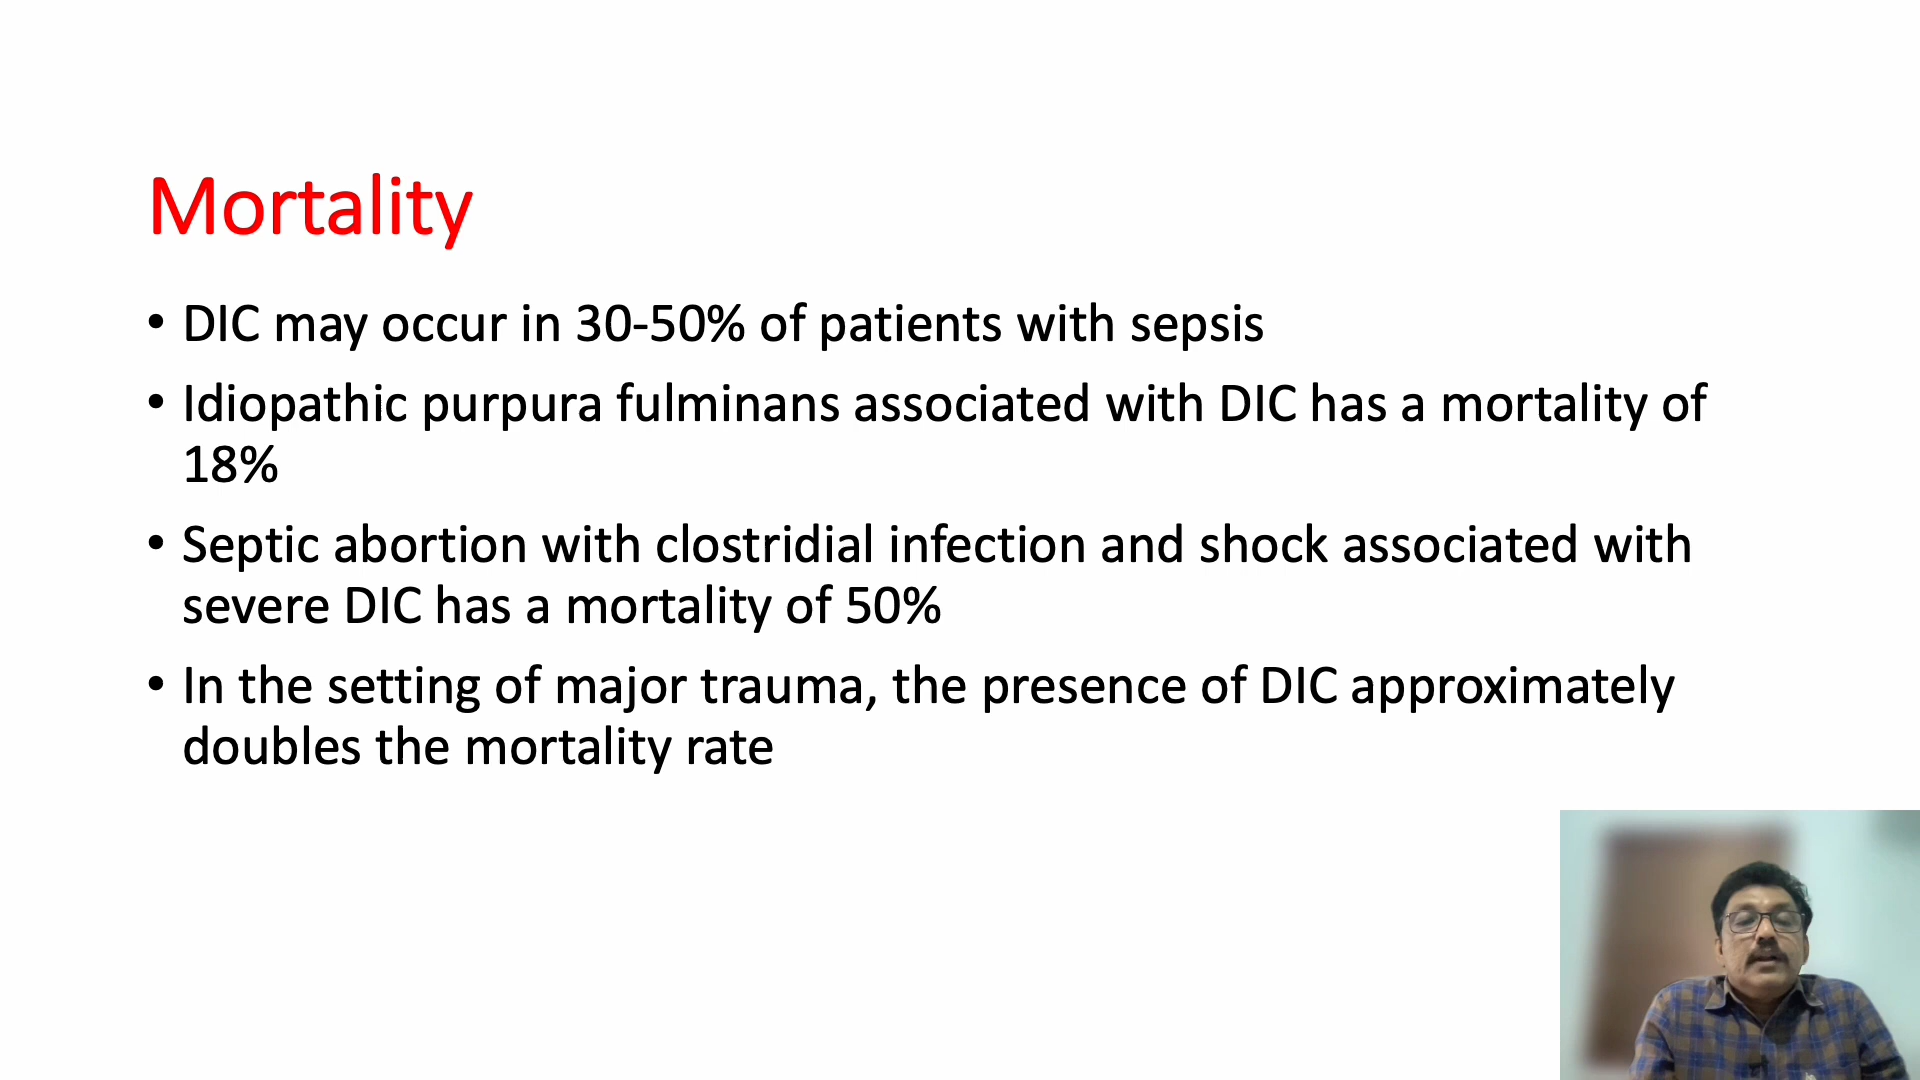 Mortality
• DIC may occur in 30-50% of patients with sepsis
• Idiopathic purpura fulminans associated with DIC has a mortality of
18%
• Septic abortion with clostridial infection and shock associated with
severe DIC has a mortality of 50%
• In the setting of major trauma, the presence of DIC approximately
doubles the mortality rate